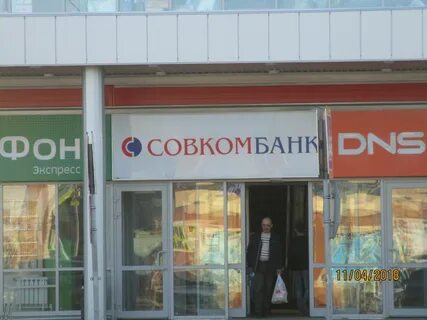 ФОН
Экспресс
СОВКОМБАНК
DNS
11/04/2018